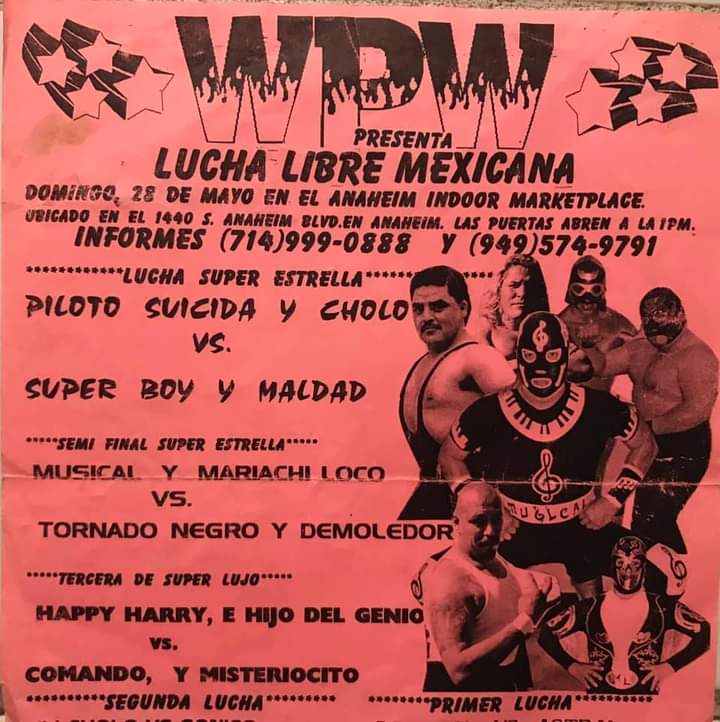 WPW
PRESENTA
LUCHA LIBRE MEXICANA
DOMINGO, 28 DE MAYO EN EL ANAHEIM INDOOR MARKETPLACE.
UBICADO EN EL 1440 S. ANAHEIM BLVD.EN ANAHEIM. LAS PUERTAS ABREN A LA 1PM.
INFORMES (714)999-0888 Y (949)574-9791
************LUCHA SUPER ESTRELLA****************
PILOTO SUICIDA Y CHOLO
VS.
SUPER BOY Y MALDAD
*****SEMI FINAL SUPER ESTRELLA*****
MUSICAL Y MARIACHI LOCO
VS.
TORNADO NEGRO Y DEMOLEDOR
*****TERCERA DE SUPER LUJO*****
HAPPY HARRY, E HIJO DEL GENIO
VS.
COMANDO, Y MISTERIOCITO
**********SEGUNDA LUCHA**********
********PRIMER LUCHA**********
MUSICAL